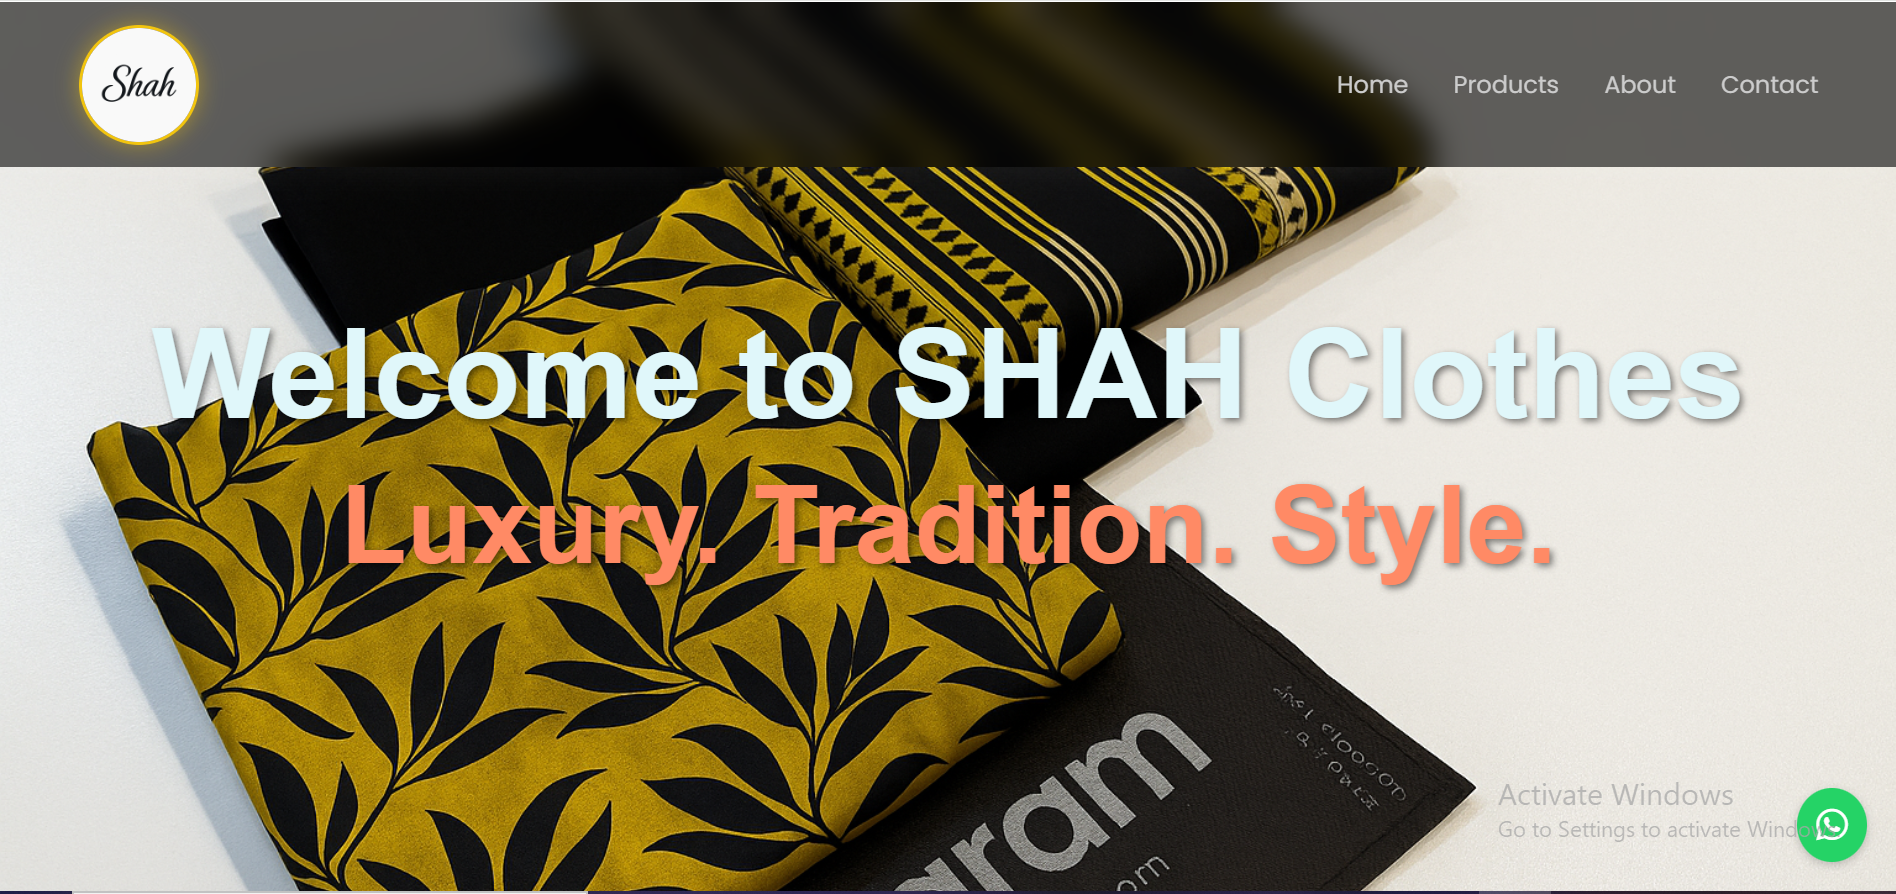 Shah
Home Products About Contact
Welcome to SHAH Clothes
Luxury. Tradition. Style.
aram
Activate Windows
Go to Settings to activate Windows